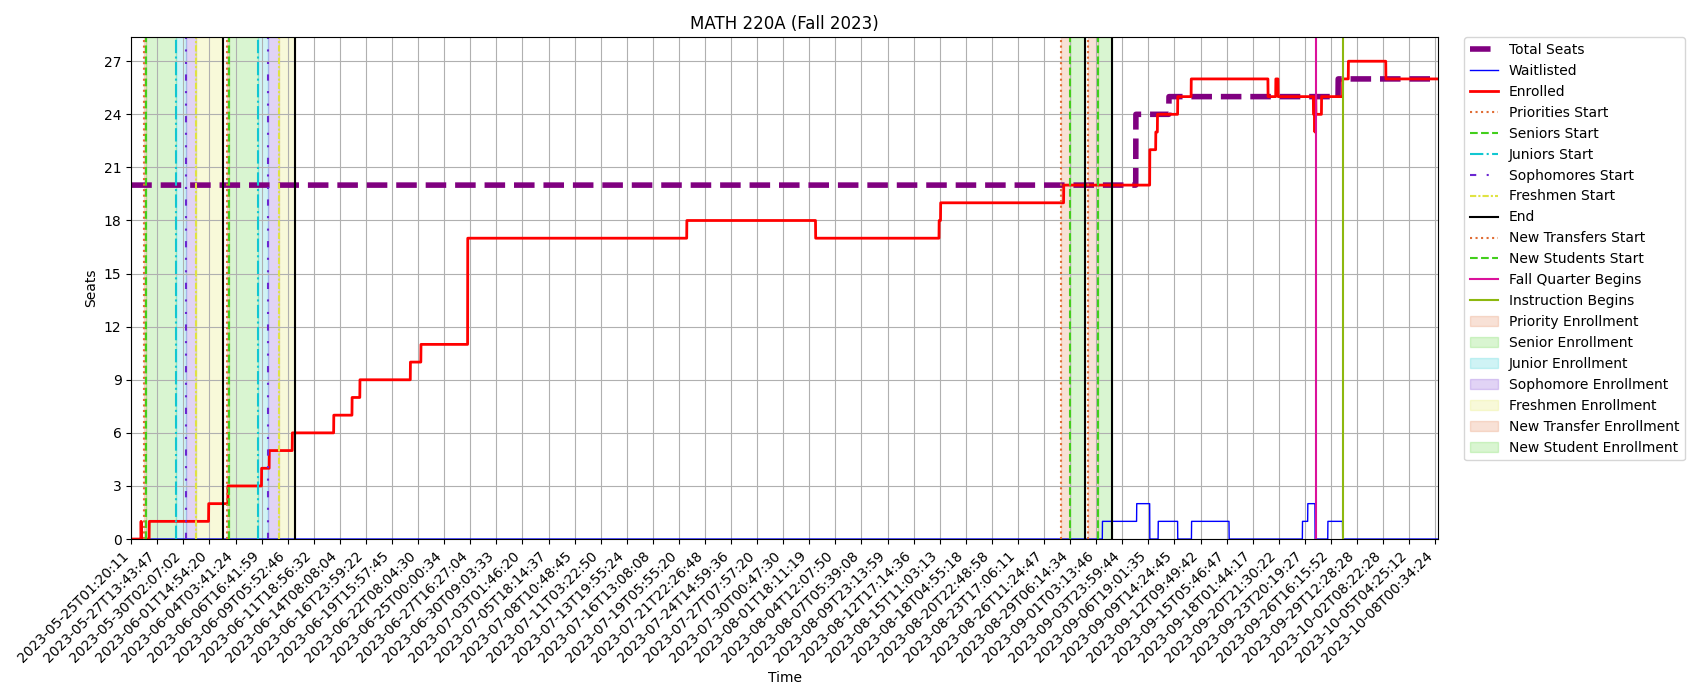 MATH 220A (Fall 2023)
27
24
21
18
15
12
9
6
3
0
Seats
2023-05-25T01:20:11
2023-05-27T13:43:47
2023-05-30T02:07:02
2023-06-01T14:54:20
2023-06-04T03:41:24
2023-06-06T16:41:59
2023-06-09T05:52:46
2023-06-11T18:56:32
2023-06-14T08:08:04
2023-06-16T23:59:22
2023-06-19T15:57:45
2023-06-22T08:04:30
2023-06-25T00:00:34
2023-06-27T16:27:04
2023-06-30T09:03:33
2023-07-03T01:46:20
2023-07-05T18:14:37
2023-07-08T10:48:45
2023-07-11T03:22:50
2023-07-13T19:55:24
2023-07-16T13:08:08
2023-07-19T05:55:20
2023-07-21T22:26:48
2023-07-24T14:59:36
2023-07-27T07:57:20
2023-07-30T00:47:30
2023-08-01T18:11:19
2023-08-04T12:07:50
2023-08-07T05:39:08
2023-08-09T23:13:59
2023-08-12T17:14:36
2023-08-15T11:03:13
2023-08-18T04:55:18
2023-08-20T22:48:58
2023-08-23T17:06:11
2023-08-26T11:24:47
2023-08-29T06:14:34
2023-09-01T03:13:46
2023-09-03T23:59:44
2023-09-06T19:01:35
2023-09-09T14:24:45
2023-09-12T09:49:42
2023-09-15T05:46:47
2023-09-18T01:44:17
2023-09-20T21:30:22
2023-09-23T20:19:27
2023-09-26T16:15:52
2023-09-29T12:28:28
2023-10-02T08:22:28
2023-10-05T04:25:12
2023-10-08T00:34:24
Time
Total Seats
Waitlisted
Enrolled
Priorities Start
Seniors Start
Juniors Start
Sophomores Start
Freshmen Start
End
New Transfers Start
New Students Start
Fall Quarter Begins
Instruction Begins
Priority Enrollment
Senior Enrollment
Junior Enrollment
Sophomore Enrollment
Freshmen Enrollment
New Transfer Enrollment
New Student Enrollment